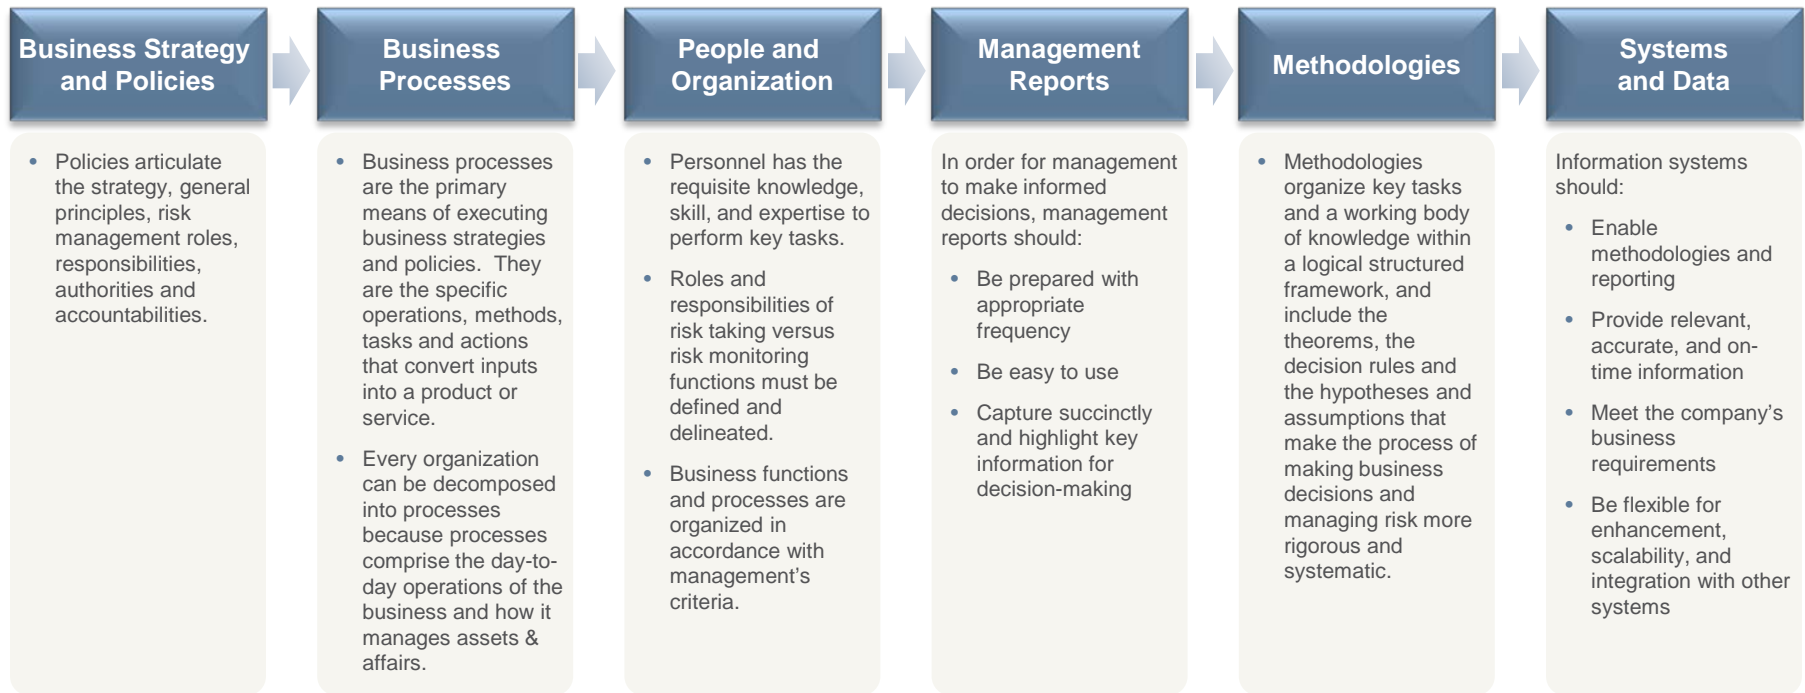 Business Strategy
and Policies
Business
Processes
People and
Organization
Management
Reports
Methodologies
Systems
and Data
• Policies articulate
the strategy, general
principles, risk
management roles,
responsibilities,
authorities and
accountabilities.
• Business processes
are the primary
means of executing
business strategies
and policies.  They
are the specific
operations, methods,
tasks and actions
that convert inputs
into a product or
service.
• Every organization
can be decomposed
into processes
because processes
comprise the day-to-
day operations of the
business and how it
manages assets &
affairs.
• Personnel has the
requisite knowledge,
skill, and expertise to
perform key tasks.
• Roles and
responsibilities of
risk taking versus
risk monitoring
functions must be
defined and
delineated.
• Business functions
and processes are
organized in
accordance with
management’s
criteria.
In order for management
to make informed
decisions, management
reports should:
• Be prepared with
appropriate
frequency
• Be easy to use
• Capture succinctly
and highlight key
information for
decision-making
• Methodologies
organize key tasks
and a working body
of knowledge within
a logical structured
framework, and
include the
theorems, the
decision rules and
the hypotheses and
assumptions that
make the process of
making business
decisions and
managing risk more
rigorous and
systematic.
Information systems
should:
• Enable
methodologies and
reporting
• Provide relevant,
accurate, and on-
time information
• Meet the company’s
business
requirements
• Be flexible for
enhancement,
scalability, and
integration with other
systems